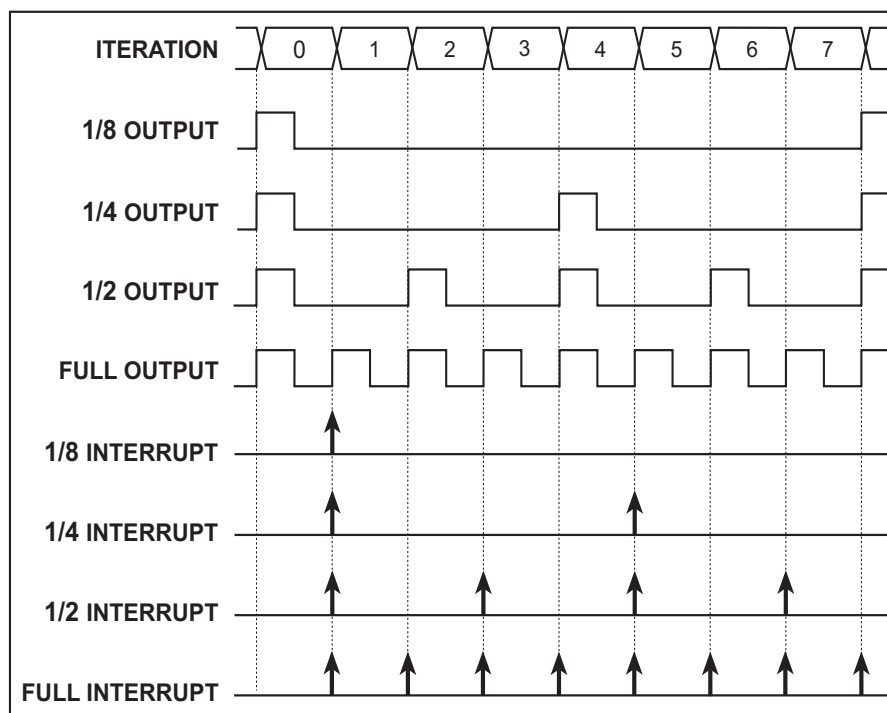 ITERATION 0 1 2 3 4 5 6 7
1/8 OUTPUT
1/4 OUTPUT
1/2 OUTPUT
FULL OUTPUT
1/8 INTERRUPT
1/4 INTERRUPT
1/2 INTERRUPT
FULL INTERRUPT